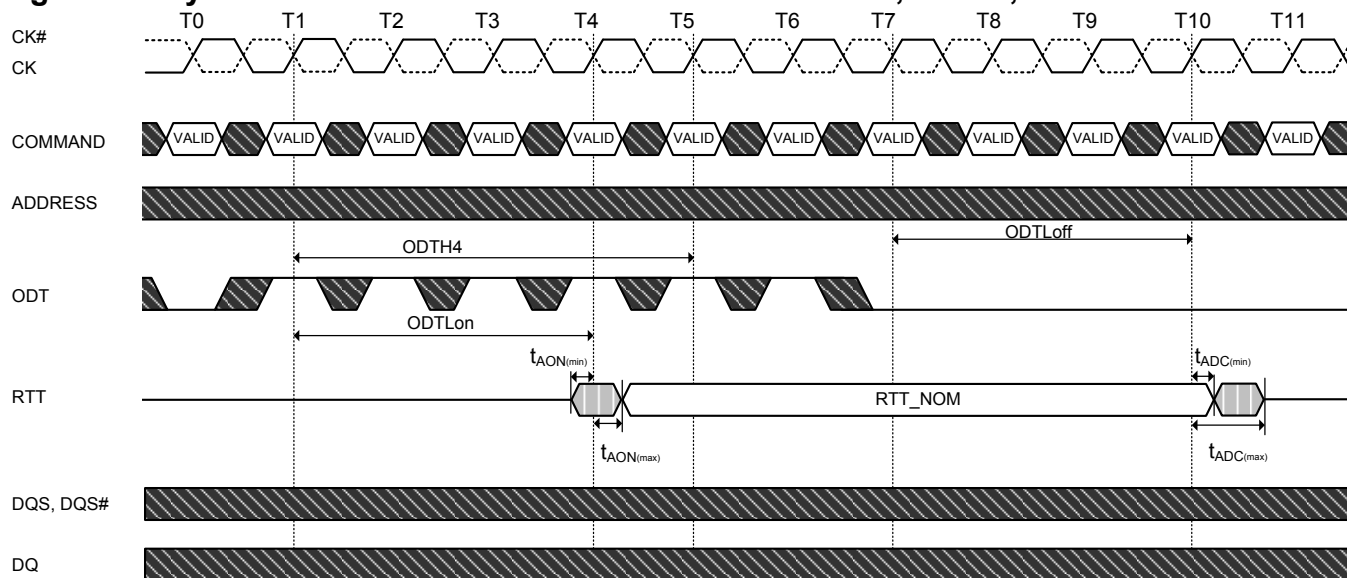 T0 T1 T2 T3 T4 T5 T6 T7 T8 T9 T10 T11
CK#
CK
COMMAND VALID VALID VALID VALID VALID VALID VALID VALID VALID VALID VALID VALID
ADDRESS
ODTLoff
ODTH4
ODT
ODTLon
tAON(min) tADC(min)
RTT RTT_NOM
tAON(max) tADC(max)
DQS, DQS#
DQ